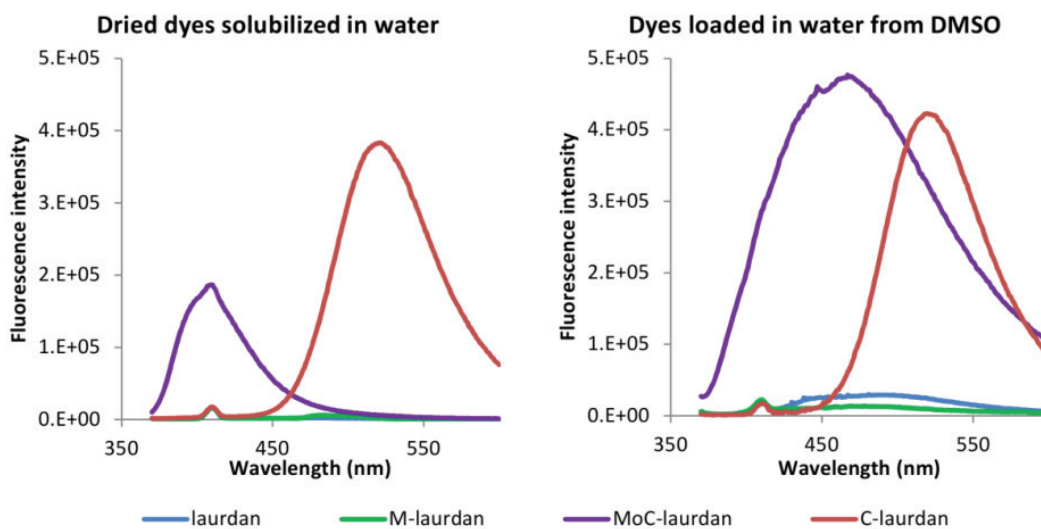 Dried dyes solubilized in water
Fluorescence intensity
5.E+05
4.E+05
3.E+05
2.E+05
1.E+05
0.E+00
350
450
550
Wavelength (nm)
Dyes loaded in water from DMSO
Fluorescence intensity
5.E+05
4.E+05
3.E+05
2.E+05
1.E+05
0.E+00
350
450
550
Wavelength (nm)
laurdan
M-laurdan
MoC-laurdan
C-laurdan